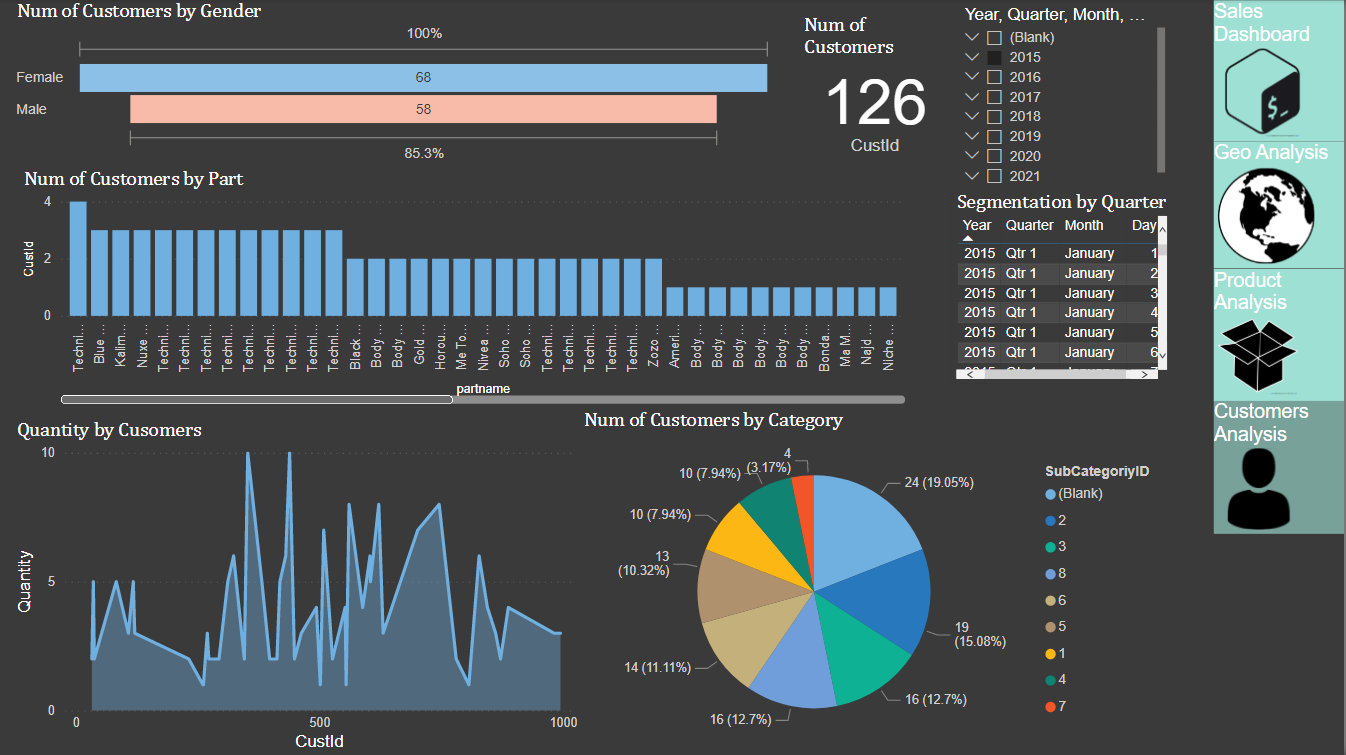 Num of Customers by Gender
100%
Female
68
Male
58
85.3%
Num of
Customers
126
CustId
Year, Quarter, Month, …
(Blank)
2015
2016
2017
2018
2019
2020
2021
Num of Customers by Part
CustId
4
2
0
Techni…
Blue …
Kalim…
Nuxe …
Techni…
Techni…
Techni…
Techni…
Techni…
Techni…
Techni…
Techni…
Techni…
Black …
Body …
Body …
Gold …
Horou…
Me To…
Nivea …
Soho …
Soho …
Techni…
Techni…
Techni…
Techni…
Techni…
Zozo …
Ameri…
Body …
Body …
Body …
Body …
Body …
Body …
Bonda…
Ma M…
Najd …
Niche…
partname
Segmentation by Quarter
Year Quarter Month Day
2015 Qtr 1 January 1
2015 Qtr 1 January 2
2015 Qtr 1 January 3
2015 Qtr 1 January 4
2015 Qtr 1 January 5
2015 Qtr 1 January 6
2015 Qtr 1 January 7
Quantity by Cusomers
Quantity
10
5
0
0
500
1000
CustId
Num of Customers by Category
4
(3.17%)
10 (7.94%)
10 (7.94%)
13
(10.32%)
14 (11.11%)
16 (12.7%)
16 (12.7%)
19
(15.08%)
24 (19.05%)
SubCategoriyID
(Blank)
2
3
8
6
5
1
4
7
Sales
Dashboard
$_
Geo Analysis
Product
Analysis
Customers
Analysis